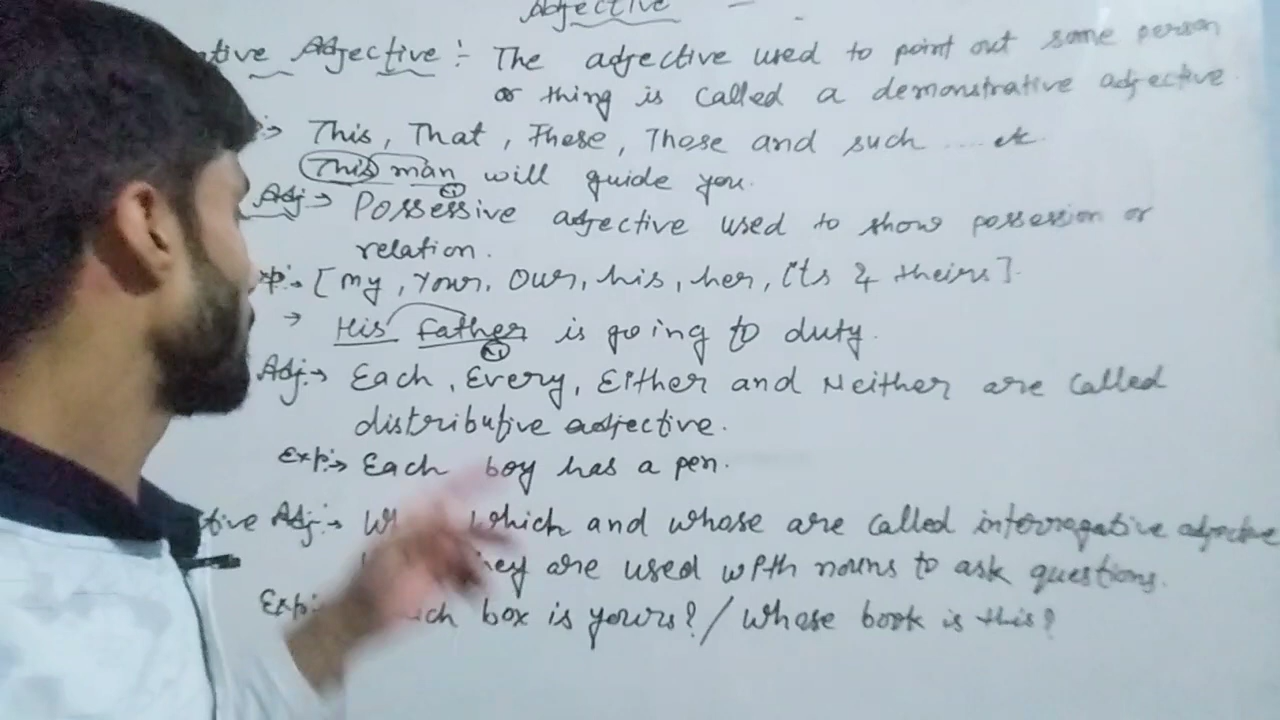 Adjective
tive Adjective :- The adjective used to point out some person
or thing is called a demonstrative adjective
This, That, These, Those and such .... etc.
This man will guide you.
Adj:→ Possessive adjective used to show possession or
relation.
xp:→ [my, your, our, his, her, its & theirs].
→ His father is going to duty.
Adj:→ Each, Every, Either and Neither are called
distributive adjective.
Exp:→ Each boy has a pen.
tive Adj:→ which and whose are called interrogative adjective
hey are used with nouns to ask questions.
Exp: ich box is yours? / Whose book is this?